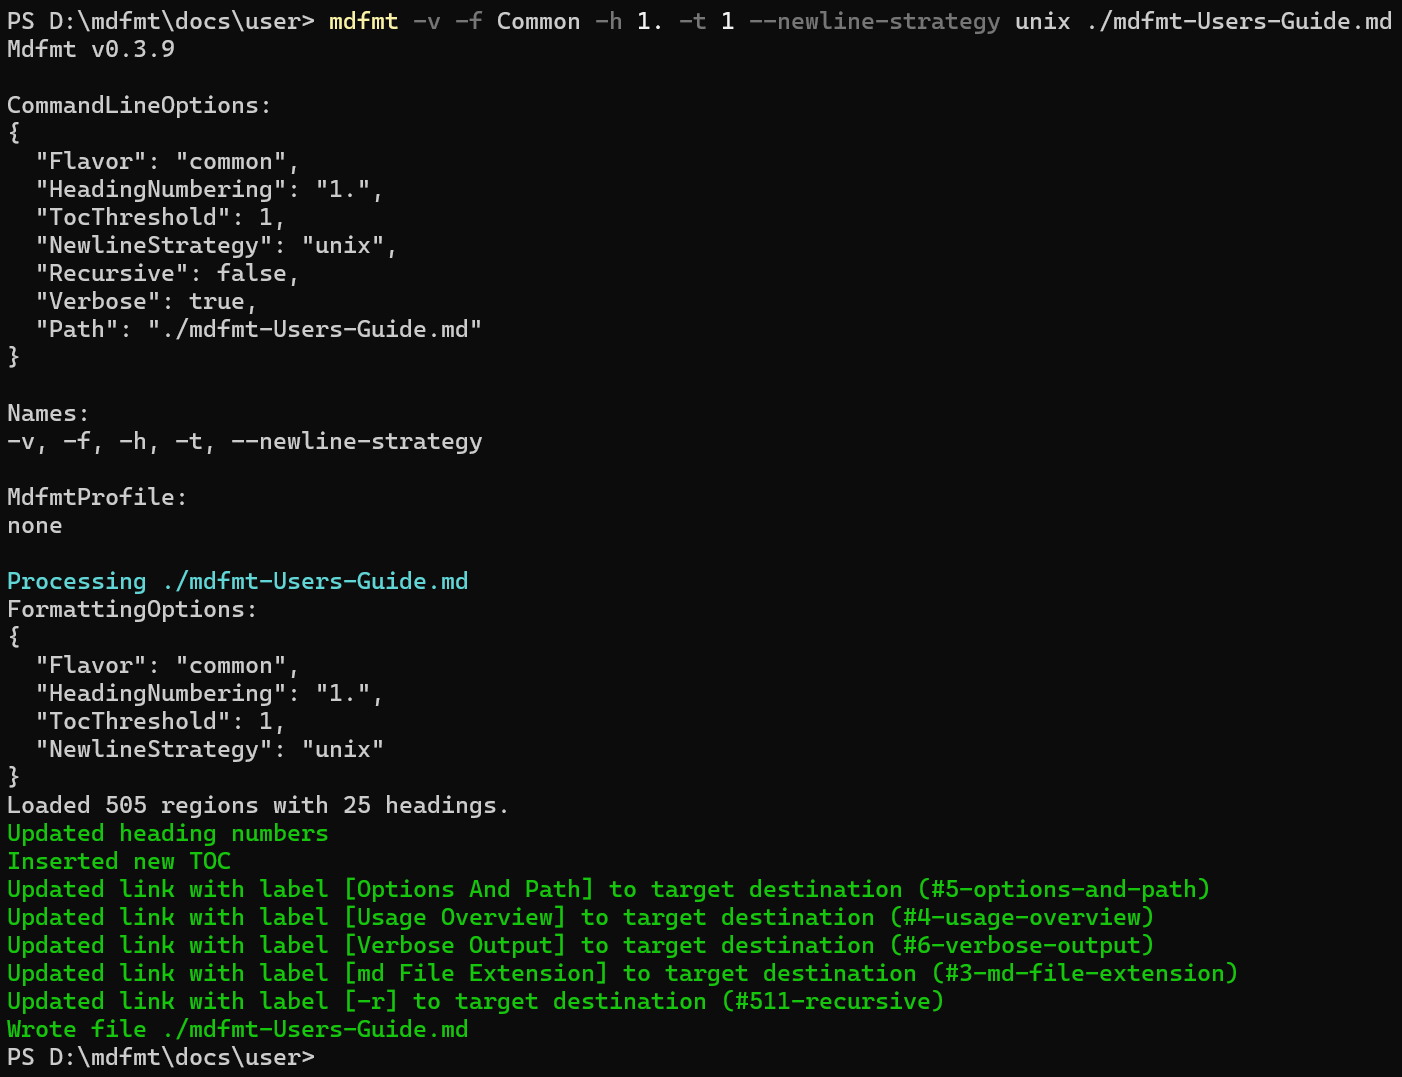 PS D:\mdfmt\docs\user> mdfmt -v -f Common -h 1. -t 1 --newline-strategy unix ./mdfmt-Users-Guide.md
Mdfmt v0.3.9

CommandLineOptions:
{
  "Flavor": "common",
  "HeadingNumbering": "1.",
  "TocThreshold": 1,
  "NewlineStrategy": "unix",
  "Recursive": false,
  "Verbose": true,
  "Path": "./mdfmt-Users-Guide.md"
}

Names:
-v, -f, -h, -t, --newline-strategy

MdfmtProfile:
none

Processing ./mdfmt-Users-Guide.md
FormattingOptions:
{
  "Flavor": "common",
  "HeadingNumbering": "1.",
  "TocThreshold": 1,
  "NewlineStrategy": "unix"
}
Loaded 505 regions with 25 headings.
Updated heading numbers
Inserted new TOC
Updated link with label [Options And Path] to target destination (#5-options-and-path)
Updated link with label [Usage Overview] to target destination (#4-usage-overview)
Updated link with label [Verbose Output] to target destination (#6-verbose-output)
Updated link with label [md File Extension] to target destination (#3-md-file-extension)
Updated link with label [-r] to target destination (#511-recursive)
Wrote file ./mdfmt-Users-Guide.md
PS D:\mdfmt\docs\user>